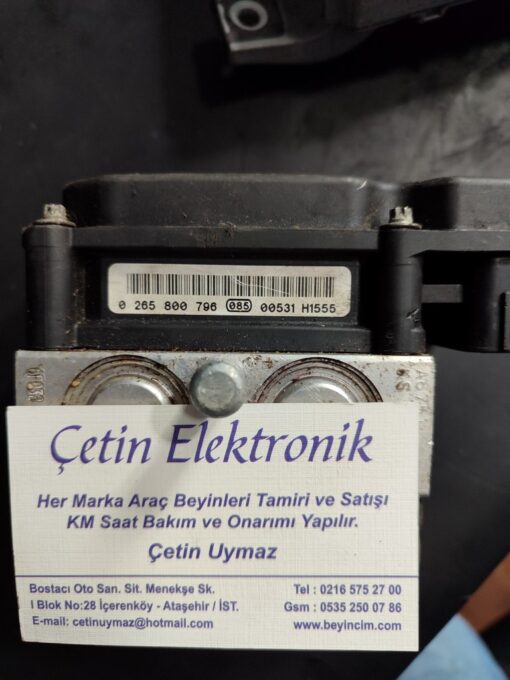 0 265 800 796 085 00531 H1555
Çetin Elektronik
Her Marka Araç Beyinleri Tamiri ve Satışı
KM Saat Bakım ve Onarımı Yapılır.
Çetin Uymaz
Bostacı Oto San. Sit. Menekşe Sk.
I Blok No:28 İçerenköy - Ataşehir / İST.
E-mail: cetinuymaz@hotmail.com
Tel : 0216 575 27 00
Gsm : 0535 250 07 86
www.beyincim.com